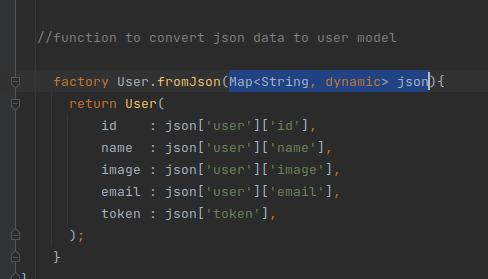 //function to convert json data to user model
factory User.fromJson(Map<String, dynamic> json){
return User(
id    : json['user']['id'],
name  : json['user']['name'],
image : json['user']['image'],
email : json['user']['email'],
token : json['token'],
);
}
}